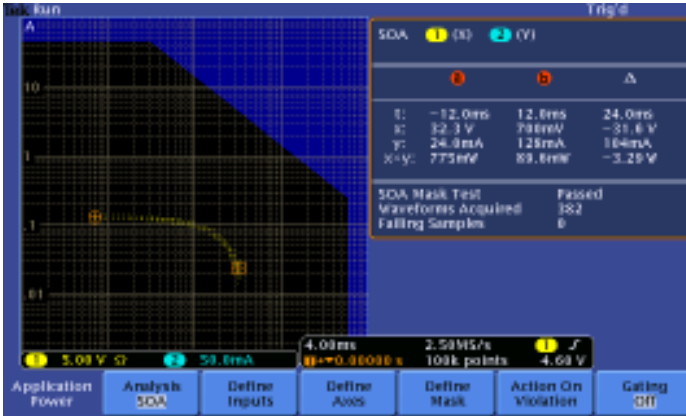 Tek Run Trig'd
A
SOA 1 (X) 2 (Y)
a b Δ
t: -12.0ms 12.0ms 24.0ms
x: 32.3 V 700mV -31.6 V
y: 24.0mA 128mA 104mA
x*y: 775mW 89.6mW -3.29 W
SOA Mask Test Passed
Waveforms Acquired 382
Failing Samples 0
10
1
.1
.01
1 5.00 V Ω 2 50.0mA
4.00ms 2.50MS/s 1
0.00000 s 100k points 4.60 V
Application Power
Analysis SOA
Define Inputs
Define Axes
Define Mask
Action On Violation
Gating Off